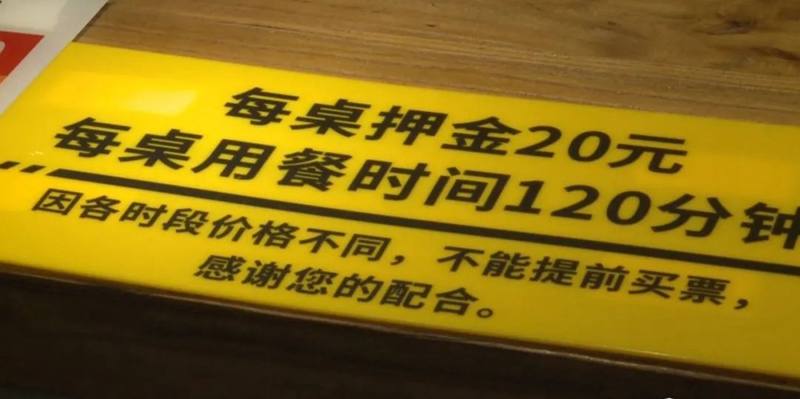 每桌押金20元
每桌用餐时间120分钟
因各时段价格不同，不能提前买票，
感谢您的配合。